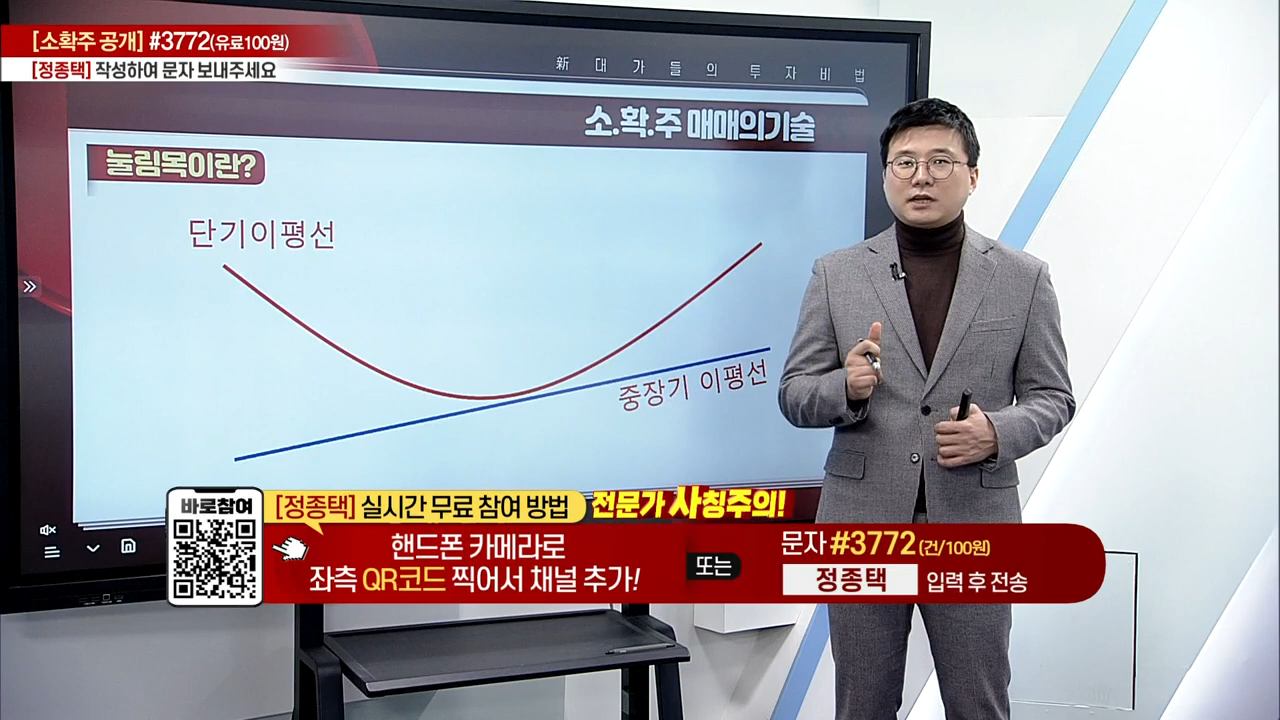 [소확주 공개] #3772(유료100원)
[정종택] 작성하여 문자 보내주세요
新 대 가 들 의 투 자 비 법
소.확.주 매매의기술
눌림목이란?
단기이평선
중장기 이평선
바로참여
[정종택] 실시간 무료 참여 방법
전문가 사칭주의!
핸드폰 카메라로
좌측 QR코드 찍어서 채널 추가!
또는
문자 #3772 (건/100원)
정종택 입력 후 전송